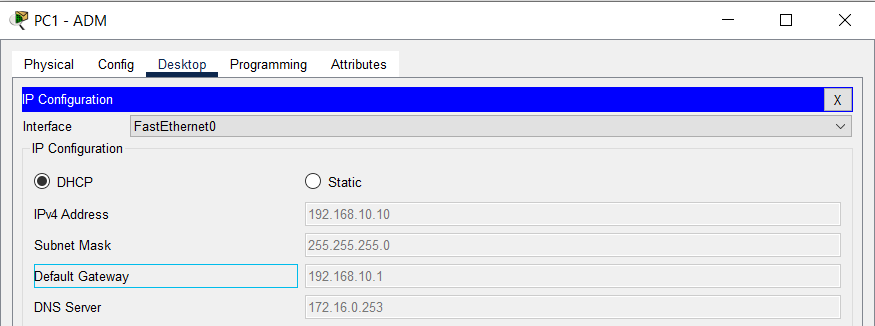 PC1 - ADM
Physical Config Desktop Programming Attributes
IP Configuration X
Interface FastEthernet0
IP Configuration
DHCP Static
IPv4 Address 192.168.10.10
Subnet Mask 255.255.255.0
Default Gateway 192.168.10.1
DNS Server 172.16.0.253